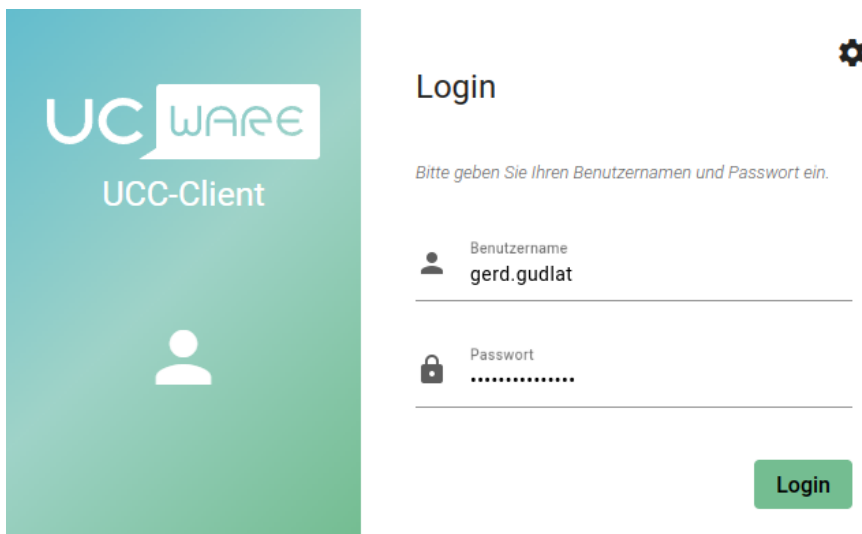 UC WARE
UCC-Client
Login
Bitte geben Sie Ihren Benutzernamen und Passwort ein.
Benutzername
gerd.gudlat
Passwort
•••••••••••••••
Login